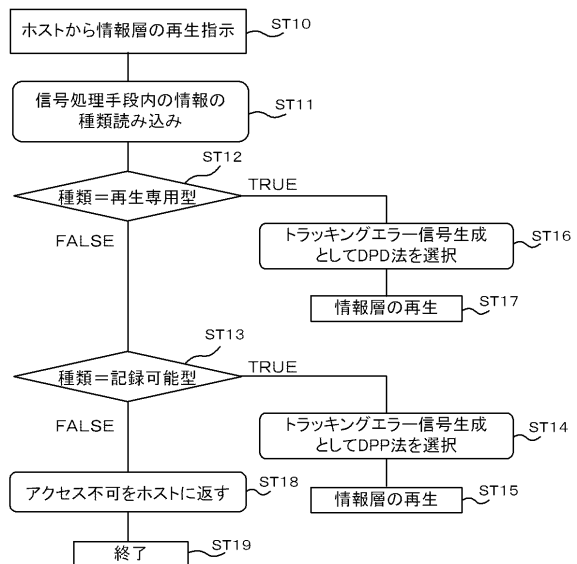 ホストから情報層の再生指示
ST10
信号処理手段内の情報の
種類読み込み
ST11
ST12
種類＝再生専用型
TRUE
FALSE
トラッキングエラー信号生成
としてDPD法を選択
ST16
情報層の再生
ST17
ST13
種類＝記録可能型
TRUE
FALSE
トラッキングエラー信号生成
としてDPP法を選択
ST14
アクセス不可をホストに返す
ST18
情報層の再生
ST15
終了
ST19